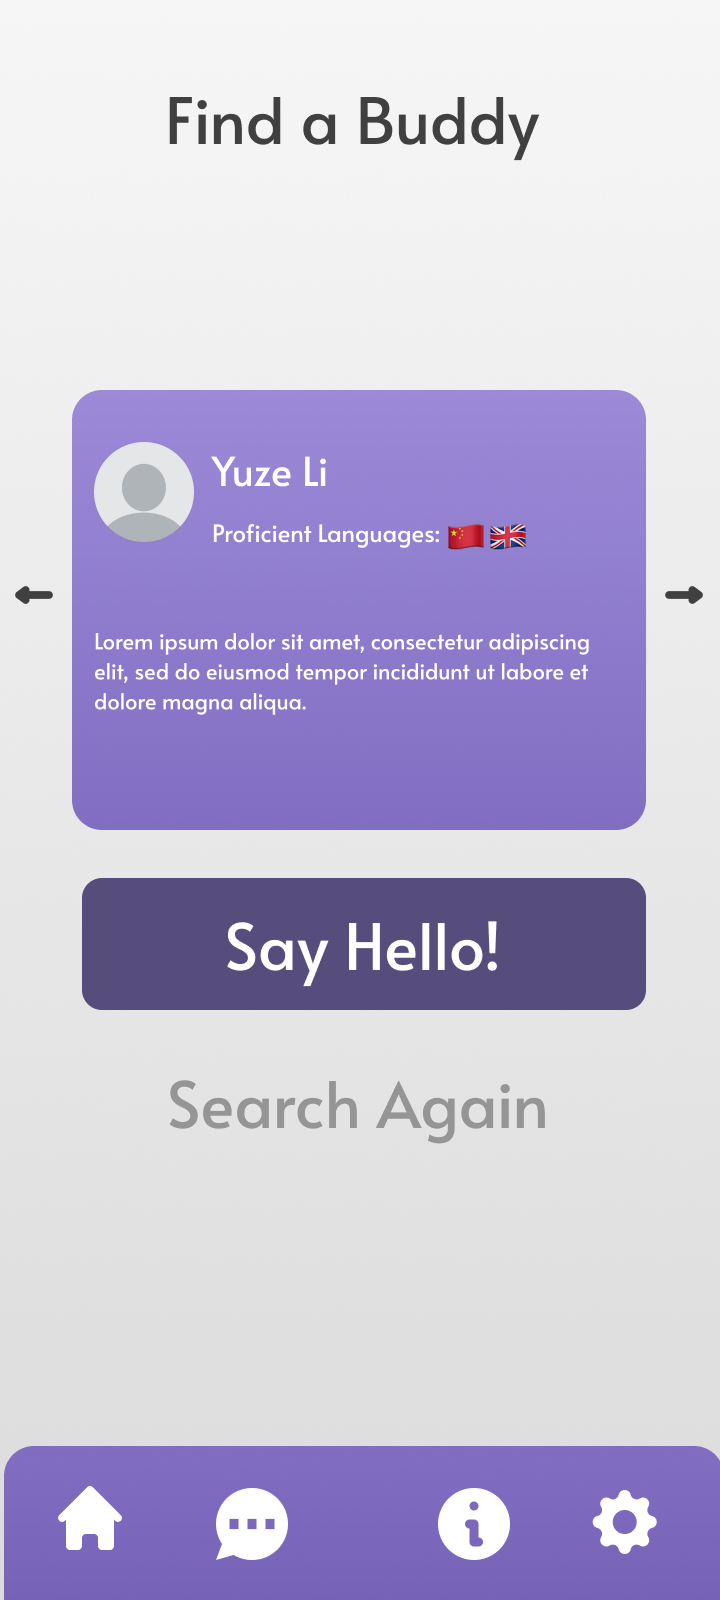 Find a Buddy
Yuze Li
Proficient Languages: 🇨🇳 🇬🇧
Lorem ipsum dolor sit amet, consectetur adipiscing
elit, sed do eiusmod tempor incididunt ut labore et
dolore magna aliqua.
Say Hello!
Search Again